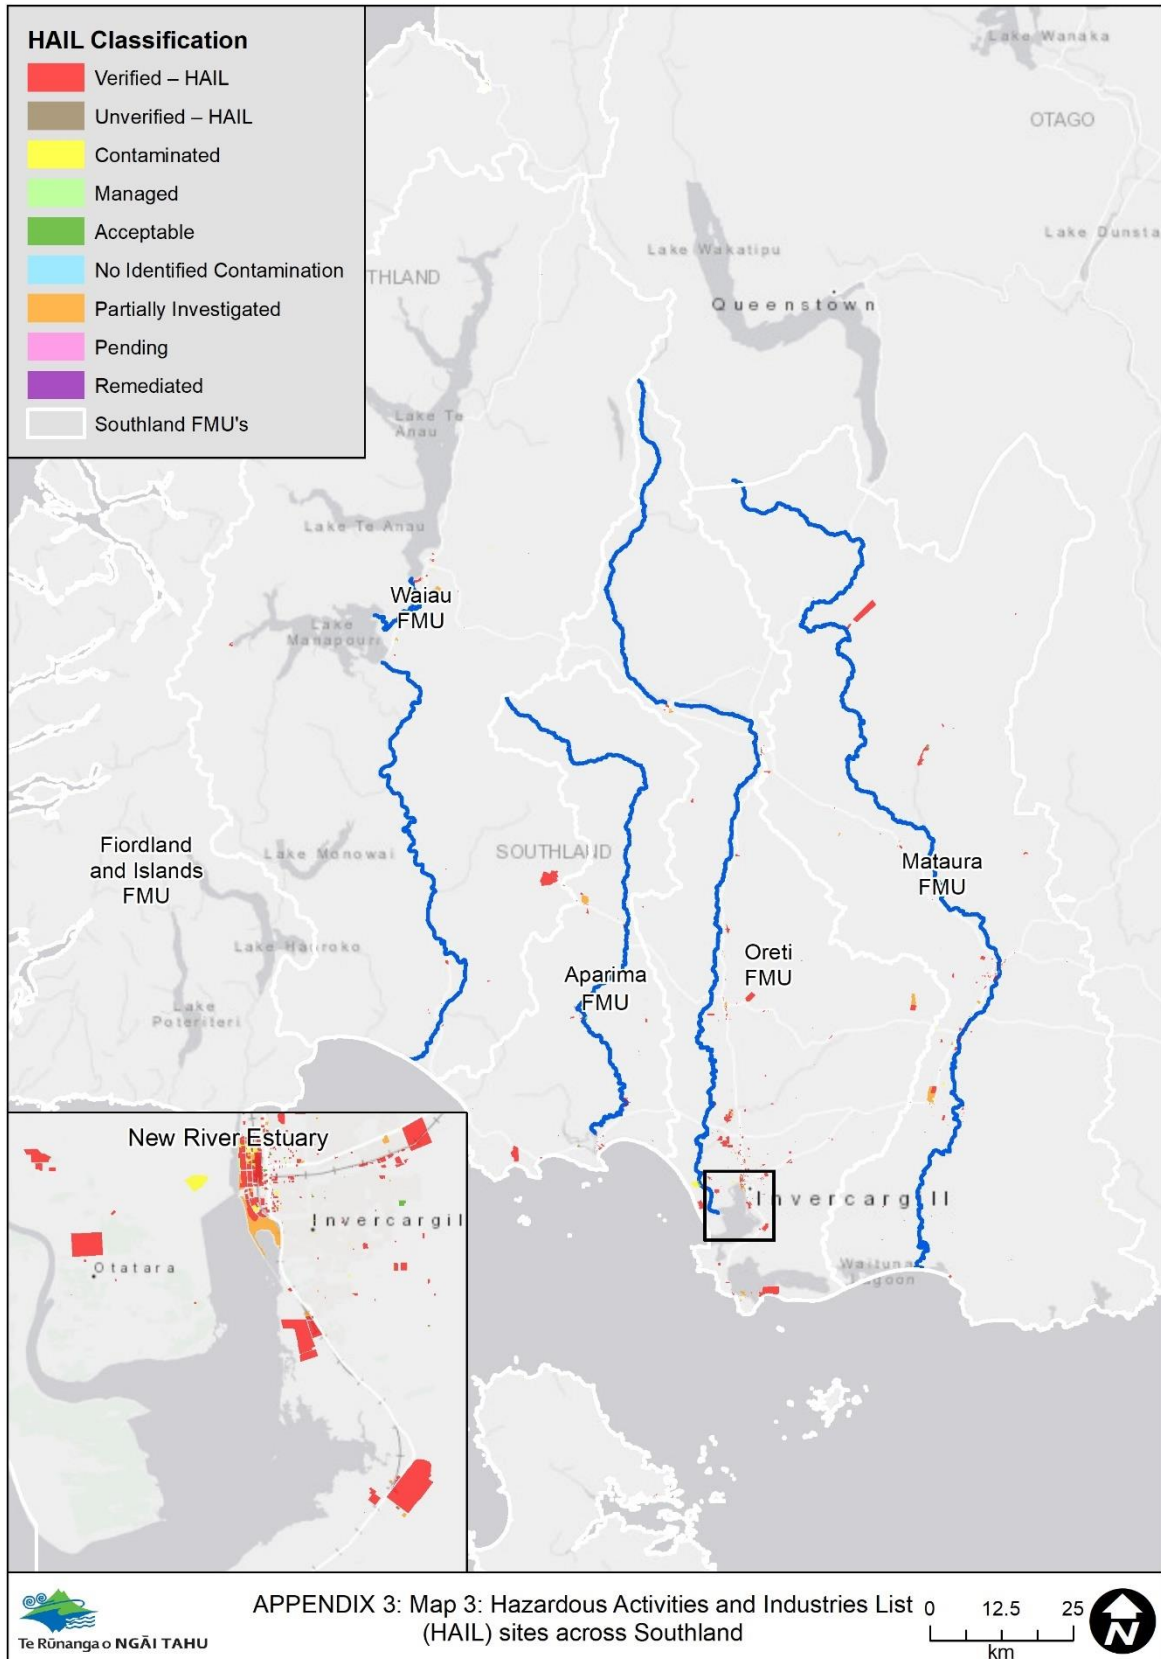 HAIL Classification
Verified – HAIL
Unverified – HAIL
Contaminated
Managed
Acceptable
No Identified Contamination
Partially Investigated
Pending
Remediated
Southland FMU's
Lake Wanaka
OTAGO
Lake Dunsta
Lake Wakatipu
THLAND
Queenstown
Lake Te
Anau
Lake Te Anau
Waiau
FMU
Lake
Manapouri
Fiordland
and Islands
FMU
Lake Monowai
SOUTHLAND
Mataura
FMU
Lake Hauroko
Aparima
FMU
Oreti
FMU
Lake
Poteriteri
New River Estuary
Invercargill
Invercargil
Otatara
Waituna
Lagoon
Te Rūnanga o NGĀI TAHU
APPENDIX 3: Map 3: Hazardous Activities and Industries List
(HAIL) sites across Southland
0 12.5 25
km
N